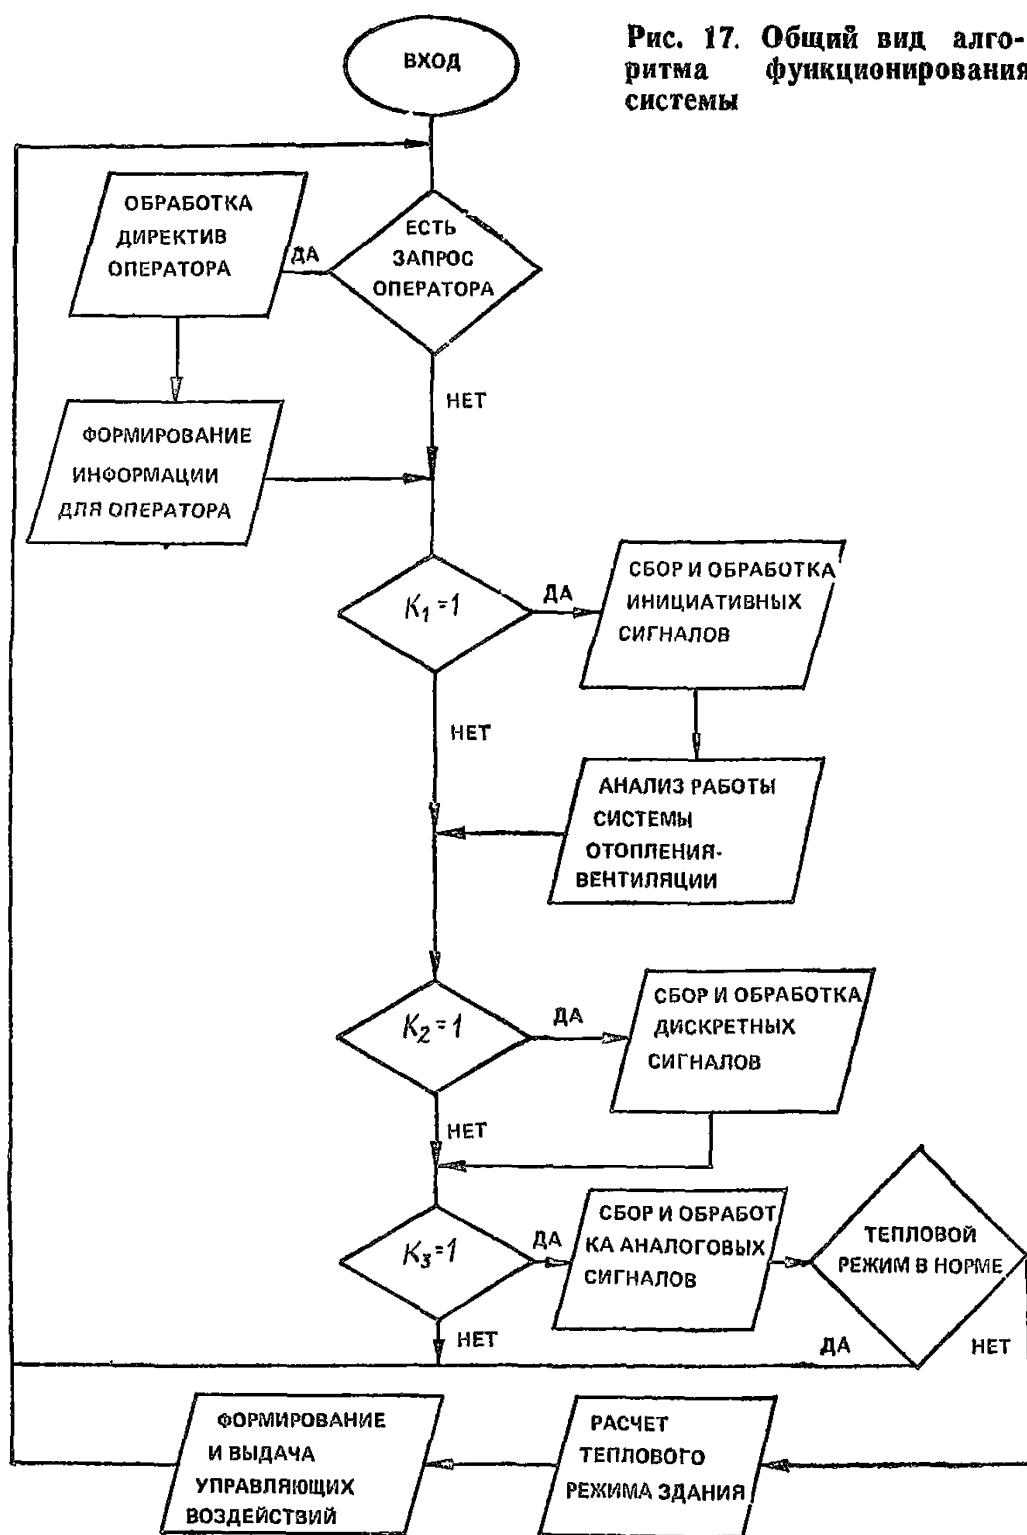 Рис. 17. Общий вид алго-
ритма функционирования
системы
ВХОД
ЕСТЬ
ЗАПРОС
ОПЕРАТОРА
ДА
ОБРАБОТКА
ДИРЕКТИВ
ОПЕРАТОРА
ФОРМИРОВАНИЕ
ИНФОРМАЦИИ
ДЛЯ ОПЕРАТОРА
НЕТ
K₁=1
ДА
СБОР И ОБРАБОТКА
ИНИЦИАТИВНЫХ
СИГНАЛОВ
НЕТ
АНАЛИЗ РАБОТЫ
СИСТЕМЫ
ОТОПЛЕНИЯ-
ВЕНТИЛЯЦИИ
K₂=1
ДА
СБОР И ОБРАБОТКА
ДИСКРЕТНЫХ
СИГНАЛОВ
НЕТ
K₃=1
ДА
СБОР И ОБРАБОТ
КА АНАЛОГОВЫХ
СИГНАЛОВ
ТЕПЛОВОЙ
РЕЖИМ В НОРМЕ
НЕТ
ДА
НЕТ
ФОРМИРОВАНИЕ
И ВЫДАЧА
УПРАВЛЯЮЩИХ
ВОЗДЕЙСТВИЙ
РАСЧЕТ
ТЕПЛОВОГО
РЕЖИМА ЗДАНИЯ